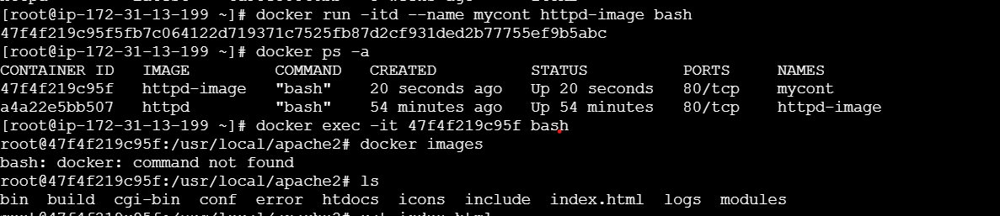 [root@ip-172-31-13-199 ~]# docker run -itd --name mycont httpd-image bash
47f4f219c95f5fb7c064122d719371c7525fb87d2cf931ded2b77755ef9b5abc
[root@ip-172-31-13-199 ~]# docker ps -a
CONTAINER ID   IMAGE         COMMAND   CREATED          STATUS          PORTS     NAMES
47f4f219c95f   httpd-image   "bash"    20 seconds ago   Up 20 seconds   80/tcp    mycont
a4a22e5bb507   httpd         "bash"    54 minutes ago   Up 54 minutes   80/tcp    httpd-image
[root@ip-172-31-13-199 ~]# docker exec -it 47f4f219c95f bash
root@47f4f219c95f:/usr/local/apache2# docker images
bash: docker: command not found
root@47f4f219c95f:/usr/local/apache2# ls
bin  build  cgi-bin  conf  error  htdocs  icons  include  index.html  logs  modules